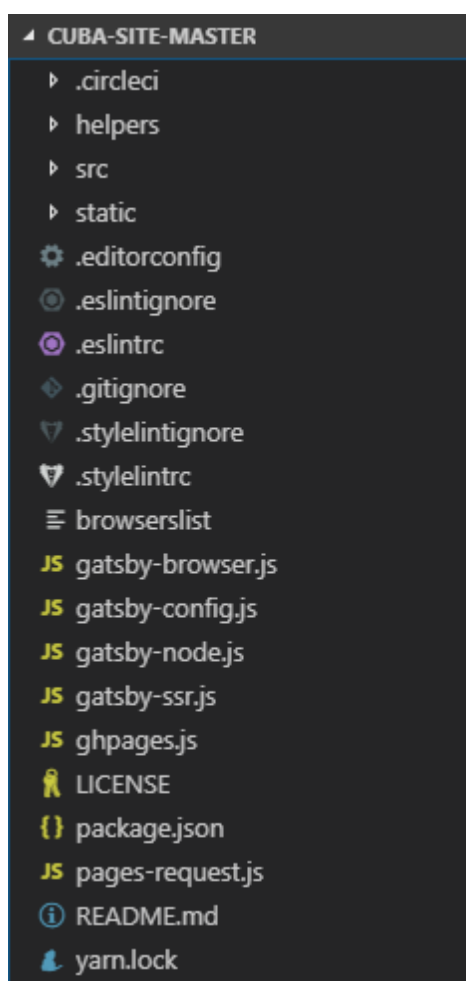 CUBA-SITE-MASTER
.circleci
helpers
src
static
.editorconfig
.eslintignore
.eslintrc
.gitignore
.stylelintignore
.stylelintrc
browserslist
JS gatsby-browser.js
JS gatsby-config.js
JS gatsby-node.js
JS gatsby-ssr.js
JS ghpages.js
LICENSE
{} package.json
JS pages-request.js
README.md
yarn.lock